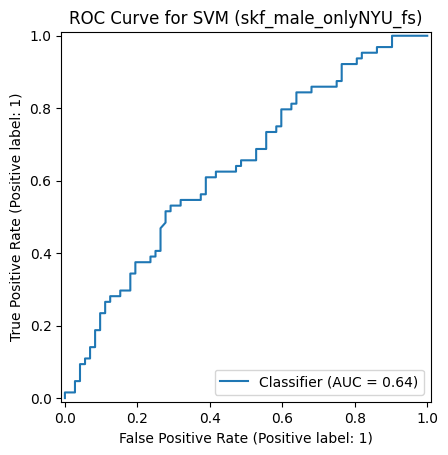 ROC Curve for SVM (skf_male_onlyNYU_fs)
True Positive Rate (Positive label: 1)
1.0
0.8
0.6
0.4
0.2
0.0
Classifier (AUC = 0.64)
0.0 0.2 0.4 0.6 0.8 1.0
False Positive Rate (Positive label: 1)